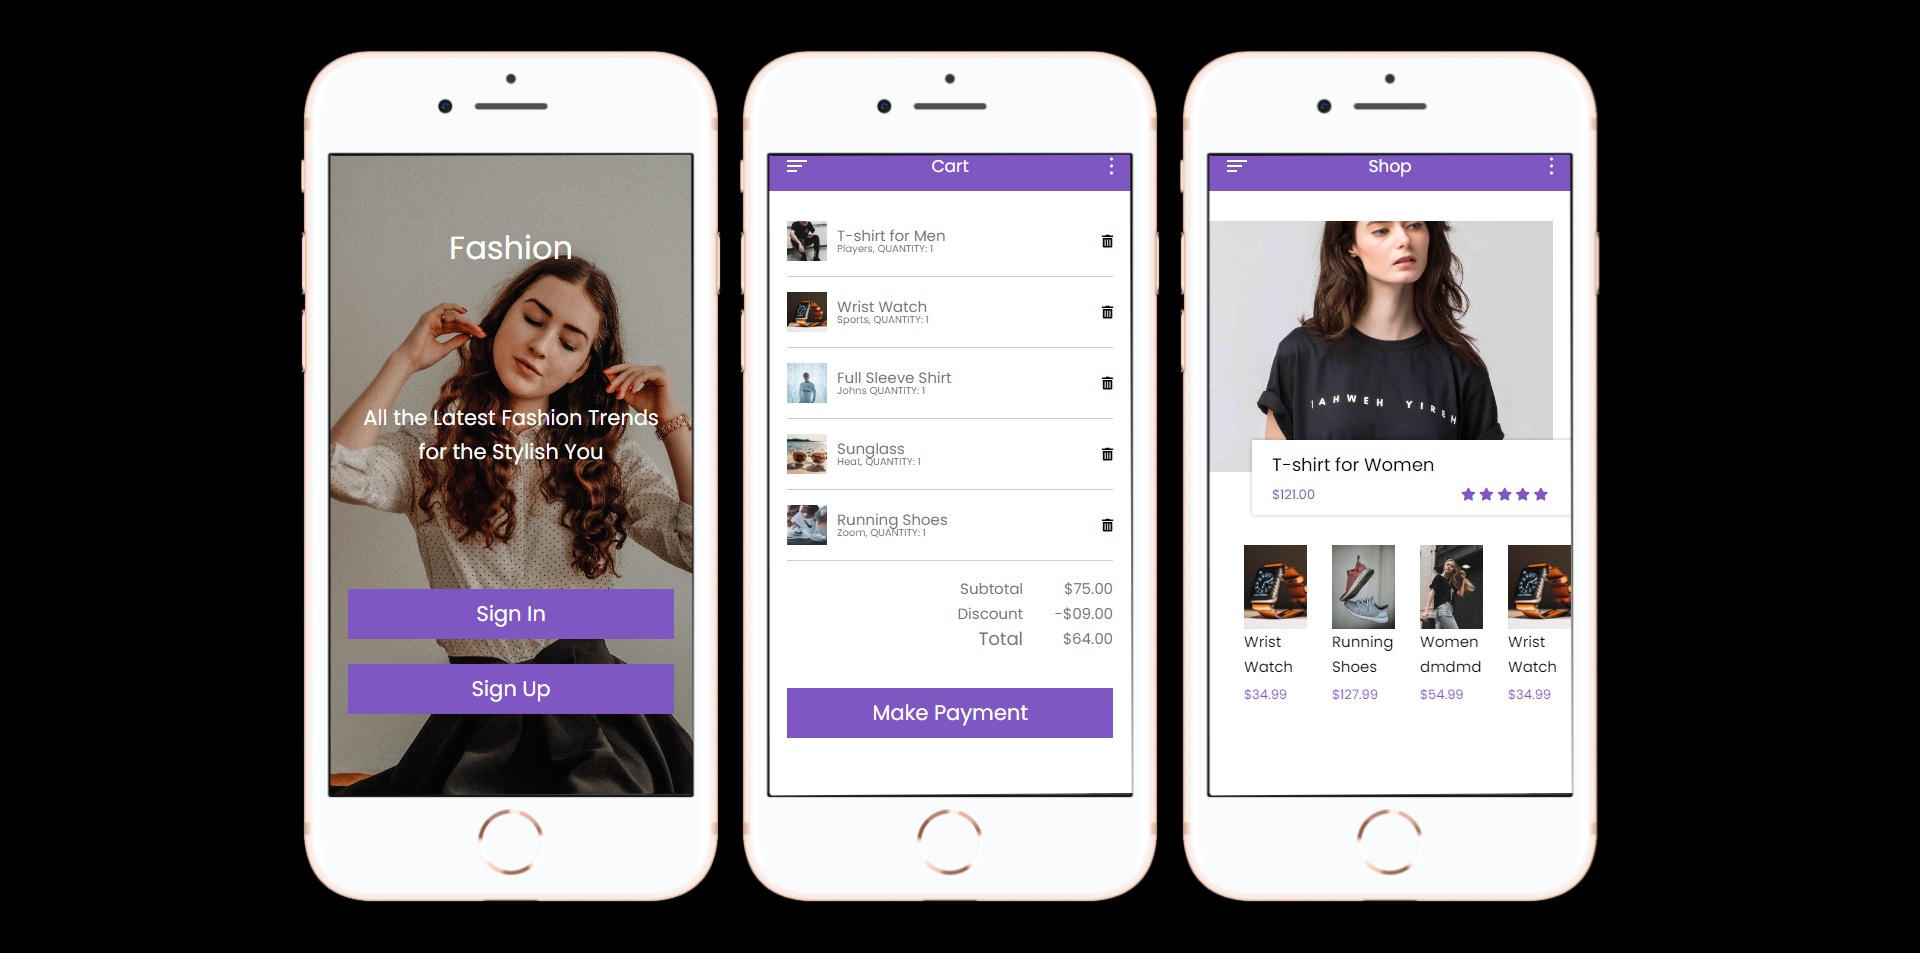 Fashion
All the Latest Fashion Trends
for the Stylish You
Sign In
Sign Up
Cart
T-shirt for Men
Players, QUANTITY: 1
Wrist Watch
Sports, QUANTITY: 1
Full Sleeve Shirt
Johns QUANTITY: 1
Sunglass
Heat, QUANTITY: 1
Running Shoes
Zoom, QUANTITY: 1
Subtotal $75.00
Discount -$09.00
Total $64.00
Make Payment
Shop
JAHWEH YIREH
T-shirt for Women
$121.00
Wrist
Watch
$34.99
Running
Shoes
$127.99
Women
dmdmd
$54.99
Wrist
Watch
$34.99